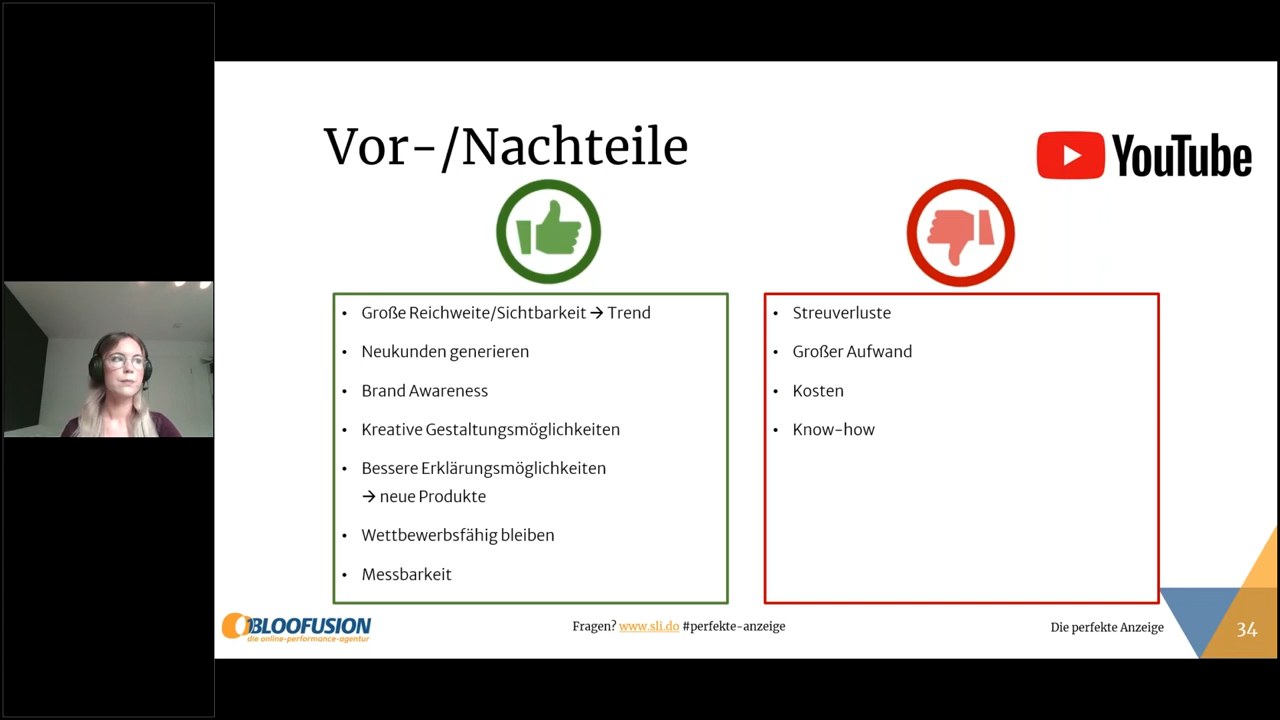 Vor-/Nachteile
YouTube
• Große Reichweite/Sichtbarkeit → Trend
• Neukunden generieren
• Brand Awareness
• Kreative Gestaltungsmöglichkeiten
• Bessere Erklärungsmöglichkeiten
→ neue Produkte
• Wettbewerbsfähig bleiben
• Messbarkeit
• Streuverluste
• Großer Aufwand
• Kosten
• Know-how
BLOOFUSION
die online-performance-agentur
Fragen? www.sli.do #perfekte-anzeige
Die perfekte Anzeige
34